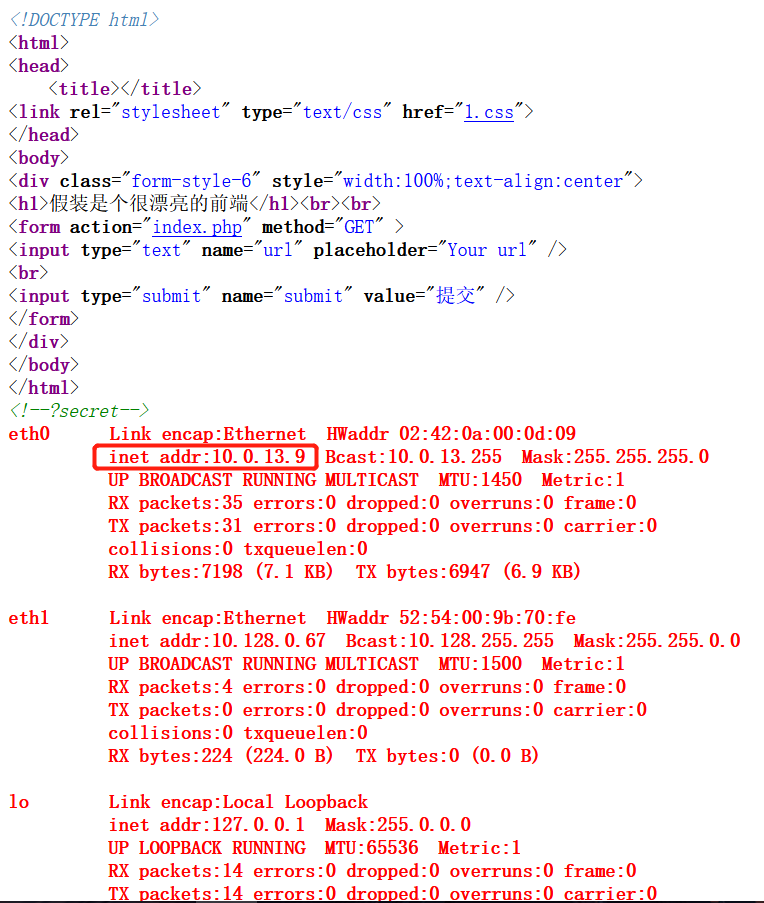 <!DOCTYPE html>
<html>
<head>
    <title></title>
<link rel="stylesheet" type="text/css" href="1.css">
</head>
<body>
<div class="form-style-6" style="width:100%;text-align:center">
<h1>假装是个很漂亮的前端</h1><br><br>
<form action="index.php" method="GET" >
<input type="text" name="url" placeholder="Your url" />
<br>
<input type="submit" name="submit" value="提交" />
</form>
</div>
</body>
</html>
<!--?secret-->
eth0      Link encap:Ethernet  HWaddr 02:42:0a:00:0d:09
          inet addr:10.0.13.9  Bcast:10.0.13.255  Mask:255.255.255.0
          UP BROADCAST RUNNING MULTICAST  MTU:1450  Metric:1
          RX packets:35 errors:0 dropped:0 overruns:0 frame:0
          TX packets:31 errors:0 dropped:0 overruns:0 carrier:0
          collisions:0 txqueuelen:0
          RX bytes:7198 (7.1 KB)  TX bytes:6947 (6.9 KB)

eth1      Link encap:Ethernet  HWaddr 52:54:00:9b:70:fe
          inet addr:10.128.0.67  Bcast:10.128.255.255  Mask:255.255.0.0
          UP BROADCAST RUNNING MULTICAST  MTU:1500  Metric:1
          RX packets:4 errors:0 dropped:0 overruns:0 frame:0
          TX packets:0 errors:0 dropped:0 overruns:0 carrier:0
          collisions:0 txqueuelen:0
          RX bytes:224 (224.0 B)  TX bytes:0 (0.0 B)

lo        Link encap:Local Loopback
          inet addr:127.0.0.1  Mask:255.0.0.0
          UP LOOPBACK RUNNING  MTU:65536  Metric:1
          RX packets:14 errors:0 dropped:0 overruns:0 frame:0
          TX packets:14 errors:0 dropped:0 overruns:0 carrier:0